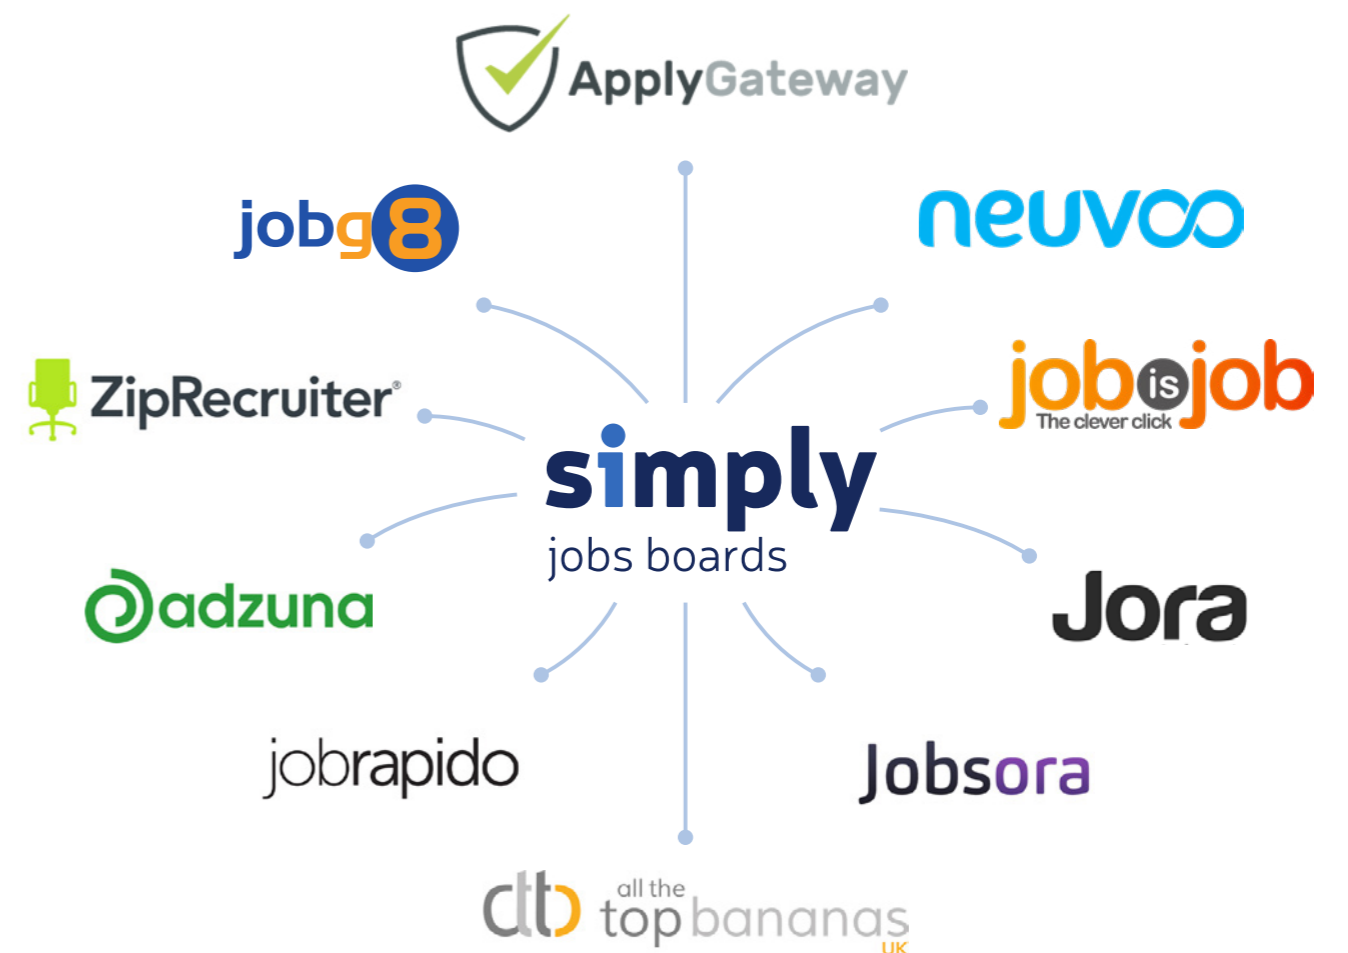 ApplyGateway
jobg8
neuvoo
ZipRecruiter®
jobisjob
The clever click
simply
jobs boards
adzuna
Jora
jobrapido
Jobsora
all the
top bananas
UK